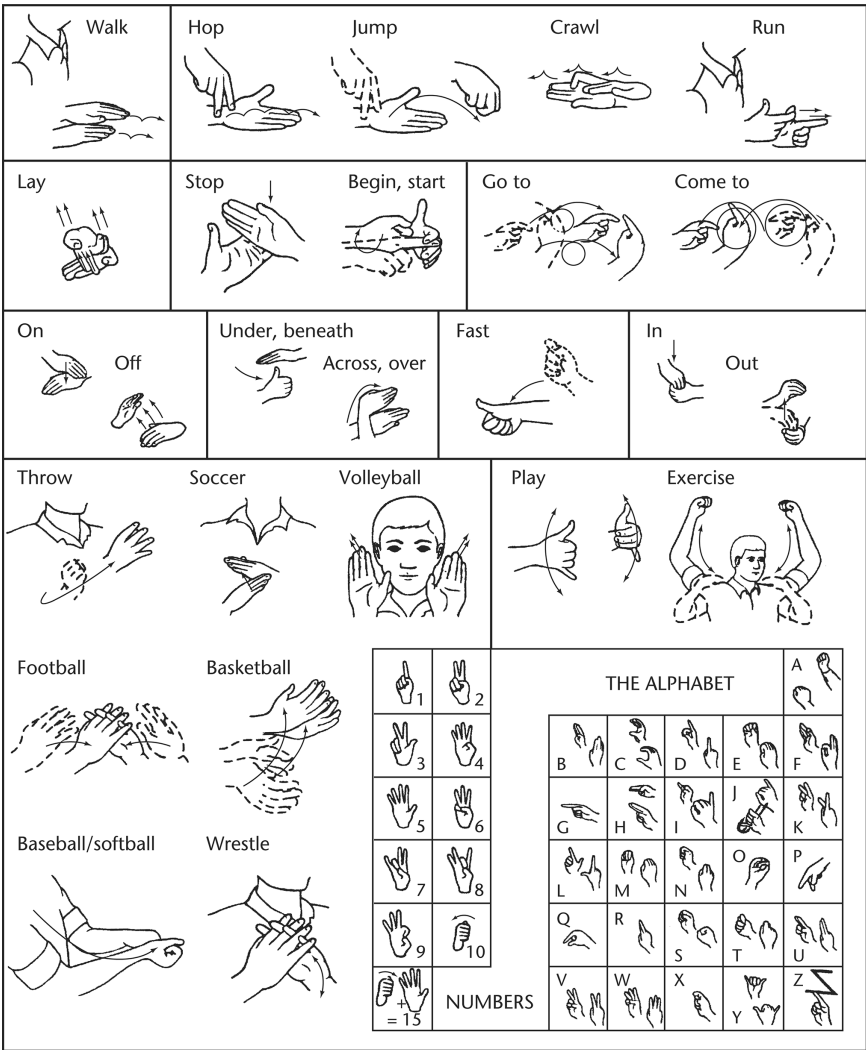 Walk
Hop
Jump
Crawl
Run
Lay
Stop
Begin, start
Go to
Come to
On
Off
Under, beneath
Across, over
Fast
In
Out
Throw
Soccer
Volleyball
Play
Exercise
Football
Basketball
Baseball/softball
Wrestle
1
2
3
4
5
6
7
8
9
10
+
= 15
NUMBERS
THE ALPHABET
A
B
C
D
E
F
G
H
I
J
K
L
M
N
O
P
Q
R
S
T
U
V
W
X
Y
Z